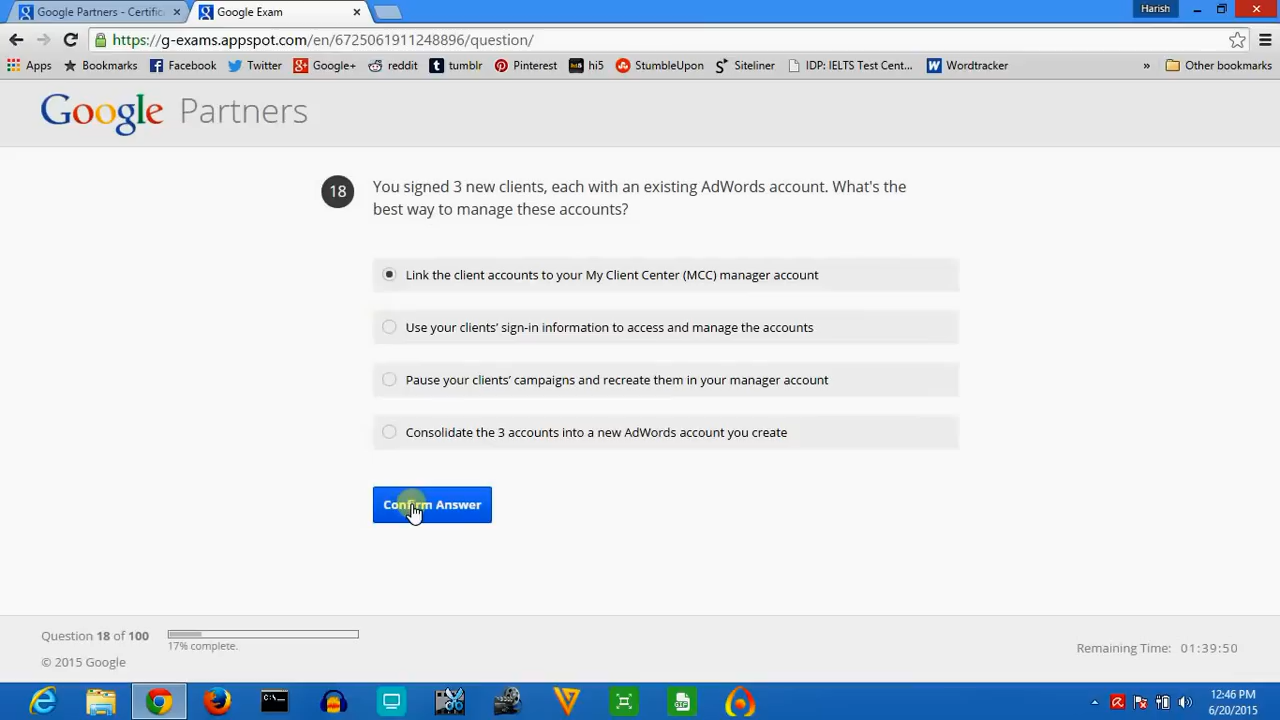 Google Partners - Certific
Google Exam
Harish
https://g-exams.appspot.com/en/6725061911248896/question/
Apps Bookmarks Facebook Twitter Google+ reddit tumblr Pinterest hi5 StumbleUpon Siteliner IDP: IELTS Test Cent... Wordtracker » Other bookmarks
Google Partners
18 You signed 3 new clients, each with an existing AdWords account. What's the
best way to manage these accounts?
Link the client accounts to your My Client Center (MCC) manager account
Use your clients' sign-in information to access and manage the accounts
Pause your clients' campaigns and recreate them in your manager account
Consolidate the 3 accounts into a new AdWords account you create
Confirm Answer
Question 18 of 100
17% complete.
© 2015 Google
Remaining Time: 01:39:50
12:46 PM
6/20/2015